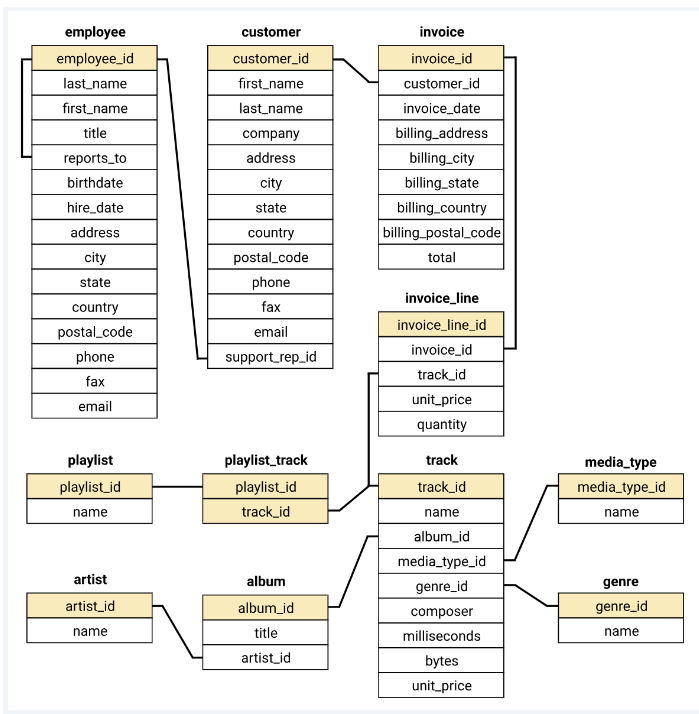 employee
employee_id
last_name
first_name
title
reports_to
birthdate
hire_date
address
city
state
country
postal_code
phone
fax
email
customer
customer_id
first_name
last_name
company
address
city
state
country
postal_code
phone
fax
email
support_rep_id
invoice
invoice_id
customer_id
invoice_date
billing_address
billing_city
billing_state
billing_country
billing_postal_code
total
invoice_line
invoice_line_id
invoice_id
track_id
unit_price
quantity
playlist
playlist_id
name
playlist_track
playlist_id
track_id
track
track_id
name
album_id
media_type_id
genre_id
composer
milliseconds
bytes
unit_price
media_type
media_type_id
name
artist
artist_id
name
album
album_id
title
artist_id
genre
genre_id
name